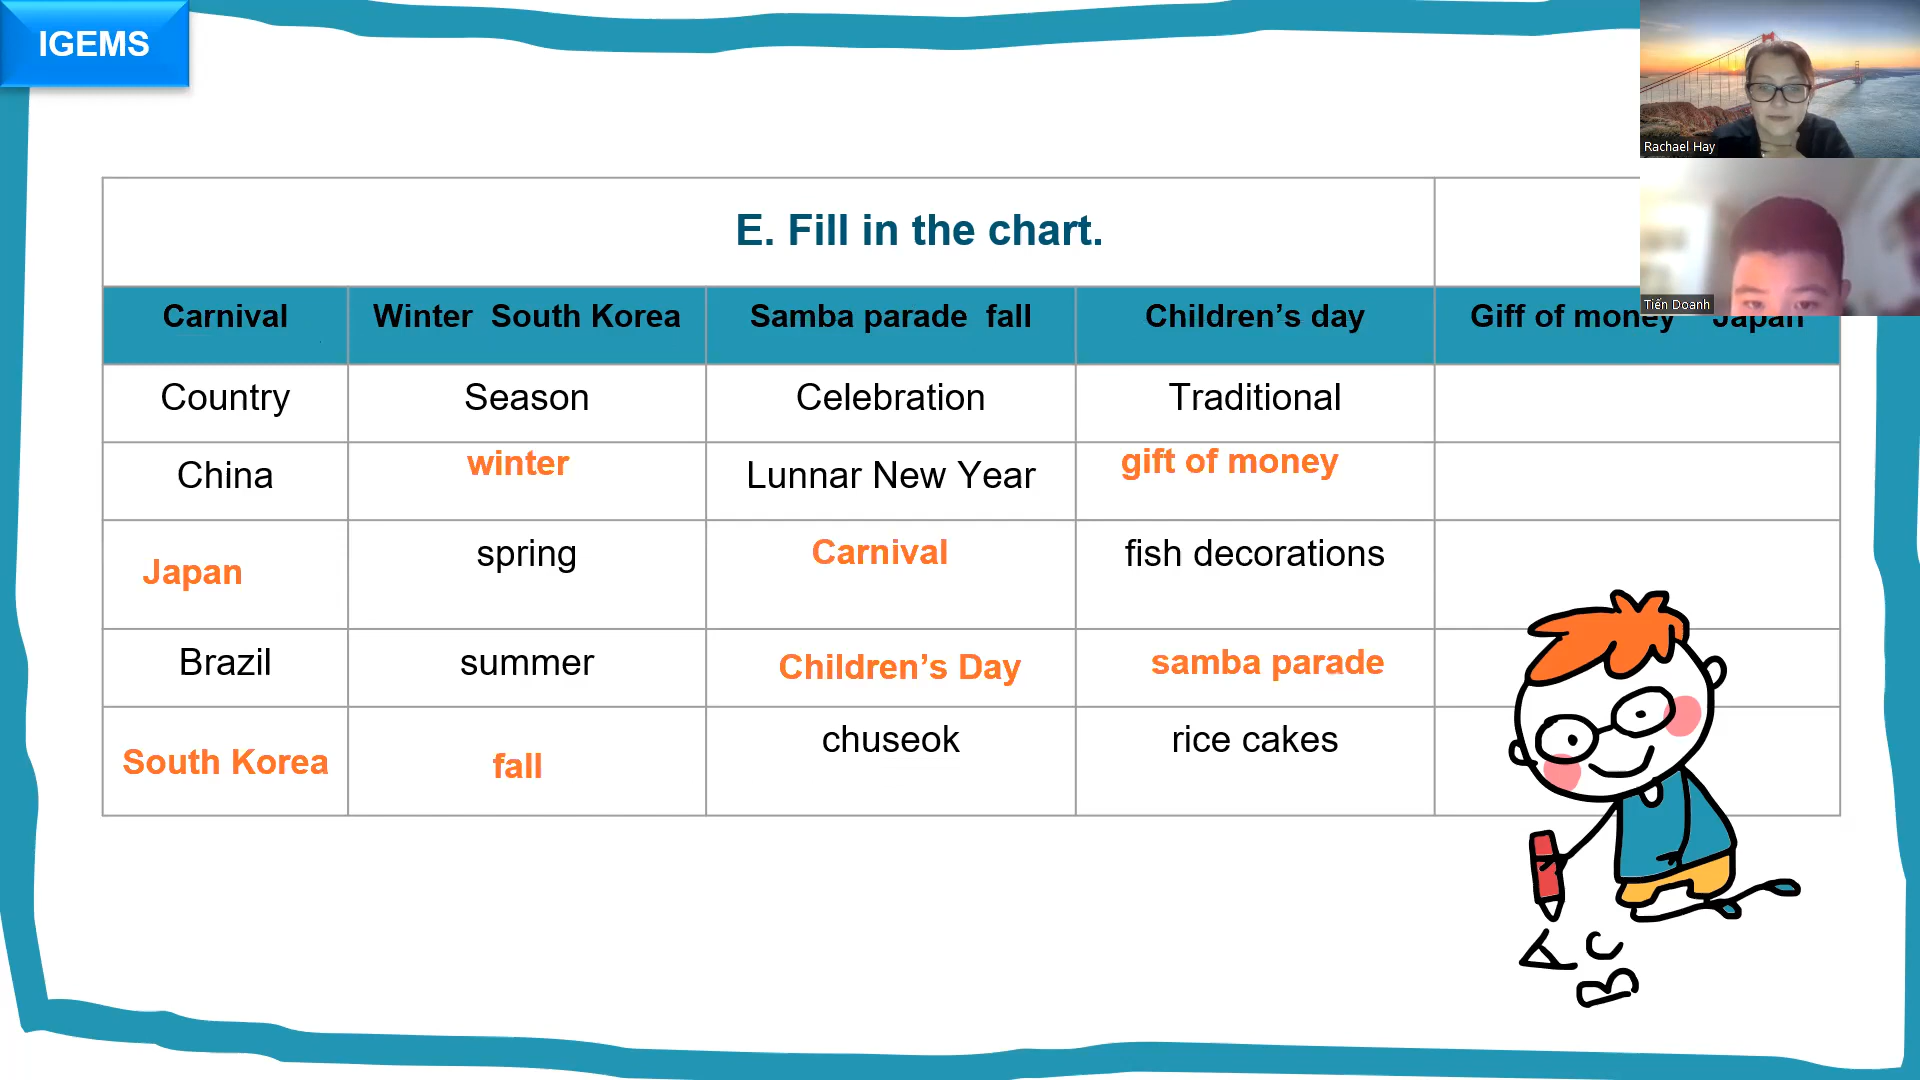 IGEMS
Rachael Hay
Tiến Doanh
E. Fill in the chart.
Carnival Winter South Korea Samba parade fall Children's day Giff of money Japan
Country Season Celebration Traditional
China winter Lunnar New Year gift of money
Japan spring Carnival fish decorations
Brazil summer Children's Day samba parade
South Korea fall chuseok rice cakes
A C
B